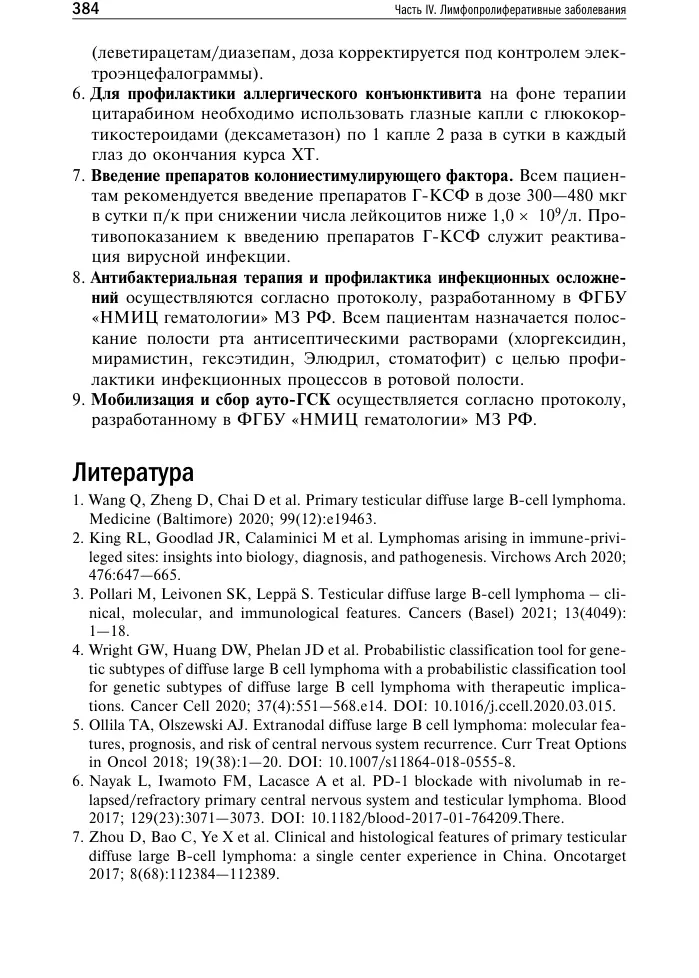 384
Часть IV. Лимфопролиферативные заболевания
(леветирацетам/диазепам, доза корректируется под контролем элек-
троэнцефалограммы).
6. Для профилактики аллергического конъюнктивита на фоне терапии
цитарабином необходимо использовать глазные капли с глюкокор-
тикостероидами (дексаметазон) по 1 капле 2 раза в сутки в каждый
глаз до окончания курса ХТ.
7. Введение препаратов колониестимулирующего фактора. Всем пациен-
там рекомендуется введение препаратов Г-КСФ в дозе 300—480 мкг
в сутки п/к при снижении числа лейкоцитов ниже 1,0 × 10⁹/л. Про-
тивопоказанием к введению препаратов Г-КСФ служит реактива-
ция вирусной инфекции.
8. Антибактериальная терапия и профилактика инфекционных осложне-
ний осуществляются согласно протоколу, разработанному в ФГБУ
«НМИЦ гематологии» МЗ РФ. Всем пациентам назначается полос-
кание полости рта антисептическими растворами (хлоргексидин,
мирамистин, гексэтидин, Элюдрил, стоматофит) с целью профи-
лактики инфекционных процессов в ротовой полости.
9. Мобилизация и сбор ауто-ГСК осуществляется согласно протоколу,
разработанному в ФГБУ «НМИЦ гематологии» МЗ РФ.
Литература
1. Wang Q, Zheng D, Chai D et al. Primary testicular diffuse large B-cell lymphoma.
Medicine (Baltimore) 2020; 99(12):e19463.
2. King RL, Goodlad JR, Calaminici M et al. Lymphomas arising in immune-privi-
leged sites: insights into biology, diagnosis, and pathogenesis. Virchows Arch 2020;
476:647—665.
3. Pollari M, Leivonen SK, Leppä S. Testicular diffuse large B-cell lymphoma – cli-
nical, molecular, and immunological features. Cancers (Basel) 2021; 13(4049):
1—18.
4. Wright GW, Huang DW, Phelan JD et al. Probabilistic classification tool for gene-
tic subtypes of diffuse large B cell lymphoma with a probabilistic classification tool
for genetic subtypes of diffuse large B cell lymphoma with therapeutic implica-
tions. Cancer Cell 2020; 37(4):551—568.e14. DOI: 10.1016/j.ccell.2020.03.015.
5. Ollila TA, Olszewski AJ. Extranodal diffuse large B cell lymphoma: molecular fea-
tures, prognosis, and risk of central nervous system recurrence. Curr Treat Options
in Oncol 2018; 19(38):1—20. DOI: 10.1007/s11864-018-0555-8.
6. Nayak L, Iwamoto FM, Lacasce A et al. PD-1 blockade with nivolumab in re-
lapsed/refractory primary central nervous system and testicular lymphoma. Blood
2017; 129(23):3071—3073. DOI: 10.1182/blood-2017-01-764209.There.
7. Zhou D, Bao C, Ye X et al. Clinical and histological features of primary testicular
diffuse large B-cell lymphoma: a single center experience in China. Oncotarget
2017; 8(68):112384—112389.